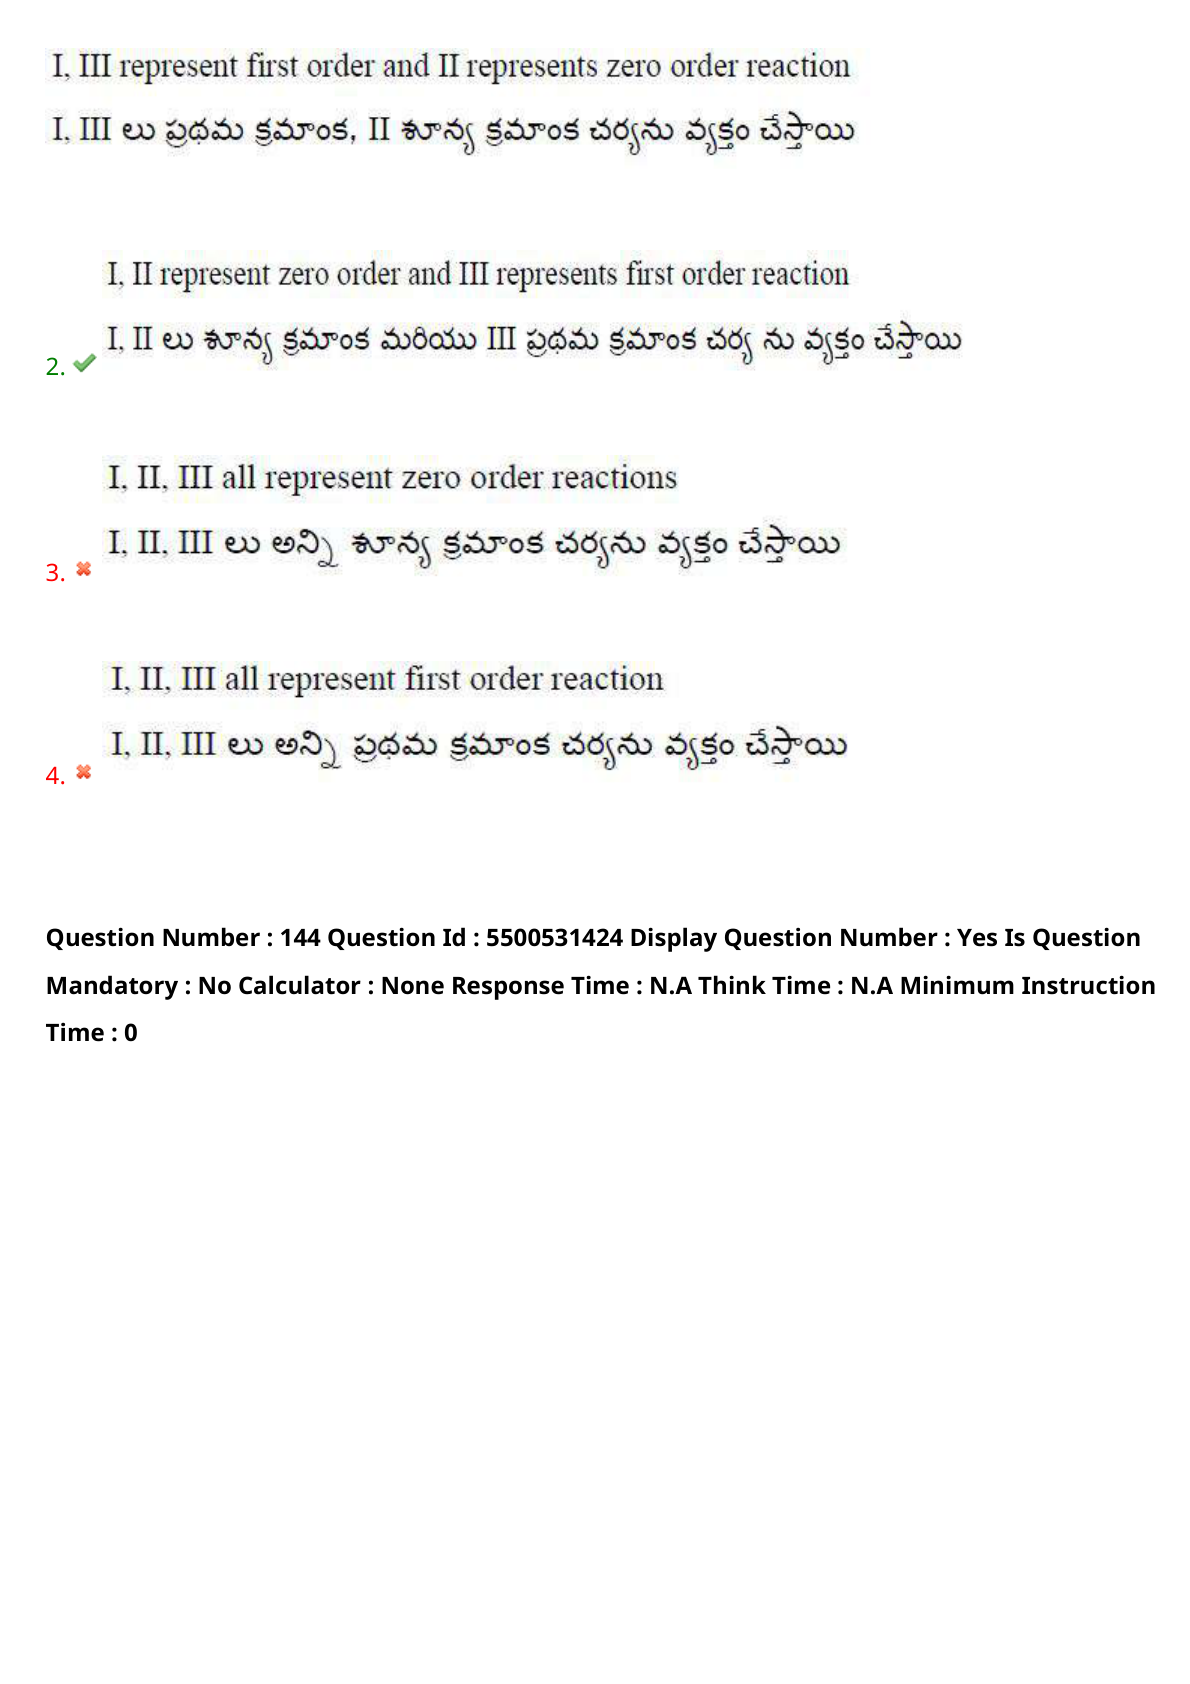 I, III represent first order and II represents zero order reaction
I, III లు ప్రథమ క్రమాంక, II శూన్య క్రమాంక చర్యను వ్యక్తం చేస్తాయి
I, II represent zero order and III represents first order reaction
I, II లు శూన్య క్రమాంక మరియు III ప్రథమ క్రమాంక చర్య ను వ్యక్తం చేస్తాయి
2.
I, II, III all represent zero order reactions
I, II, III లు అన్ని శూన్య క్రమాంక చర్యను వ్యక్తం చేస్తాయి
3.
I, II, III all represent first order reaction
I, II, III లు అన్ని ప్రథమ క్రమాంక చర్యను వ్యక్తం చేస్తాయి
4.
Question Number : 144 Question Id : 5500531424 Display Question Number : Yes Is Question
Mandatory : No Calculator : None Response Time : N.A Think Time : N.A Minimum Instruction
Time : 0